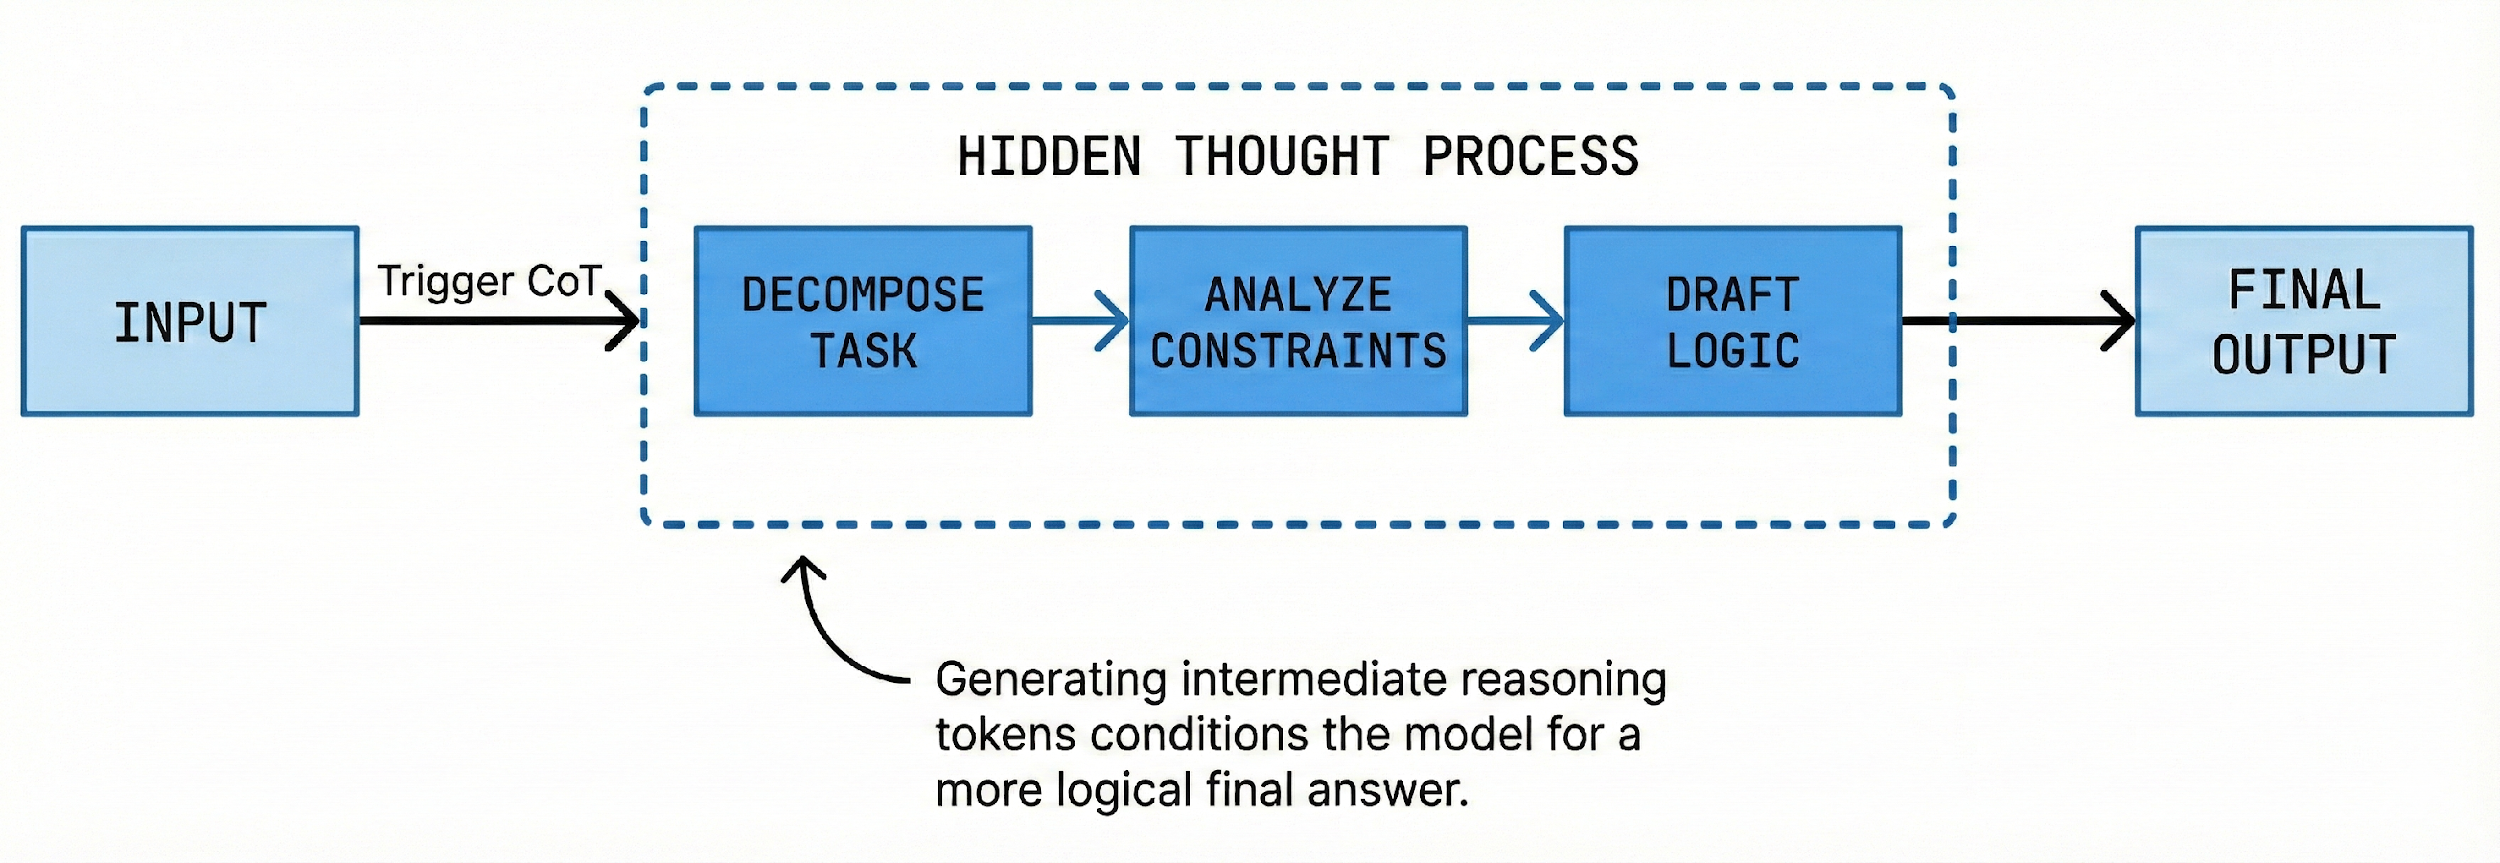 HIDDEN THOUGHT PROCESS
INPUT
Trigger CoT
DECOMPOSE
TASK
ANALYZE
CONSTRAINTS
DRAFT
LOGIC
FINAL
OUTPUT
Generating intermediate reasoning
tokens conditions the model for a
more logical final answer.